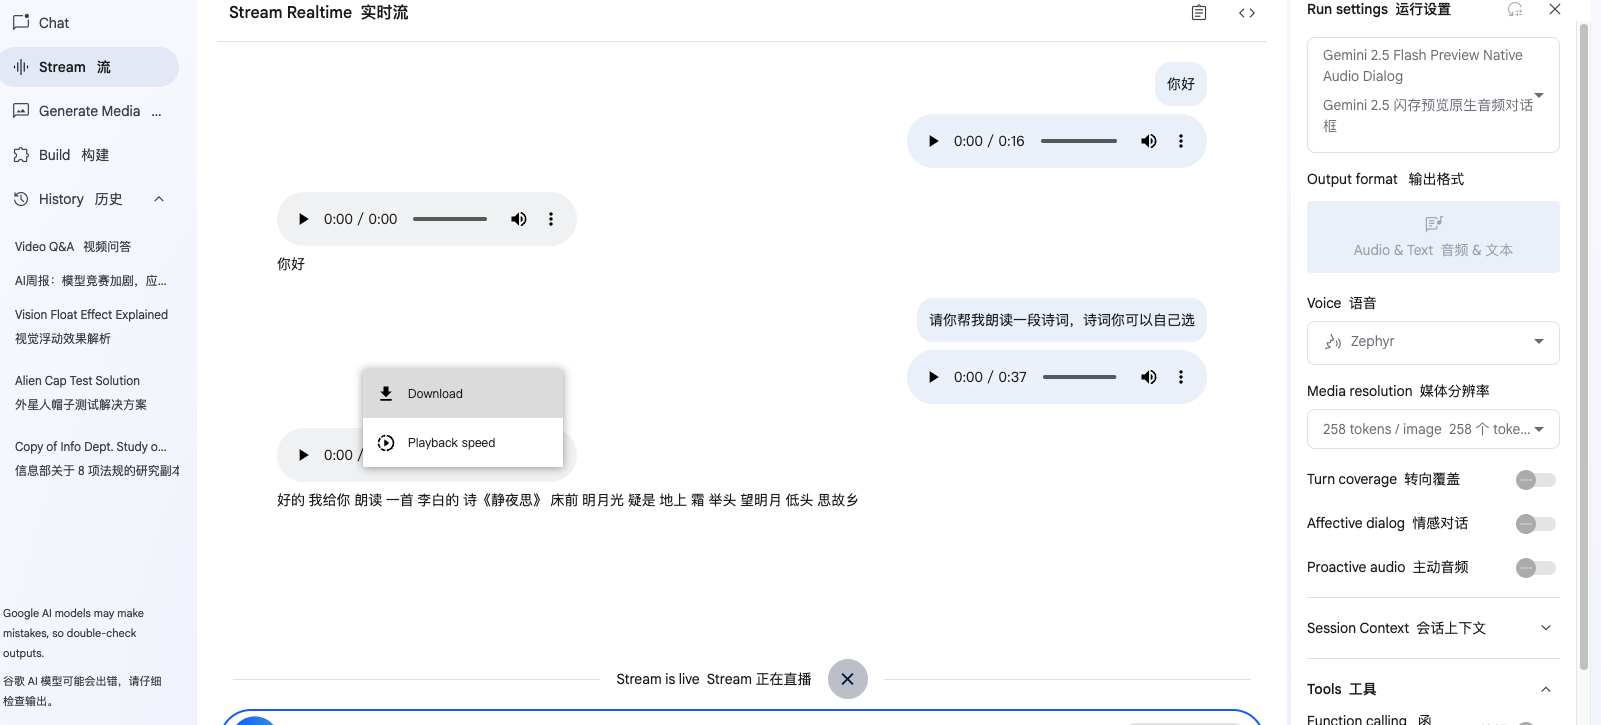 Chat
Stream 流
Generate Media ...
Build 构建
History 历史
Video Q&A 视频问答
AI周报：模型竞赛加剧，应...
Vision Float Effect Explained
视觉浮动效果解析
Alien Cap Test Solution
外星人帽子测试解决方案
Copy of Info Dept. Study o...
信息部关于 8 项法规的研究副本
Google AI models may make
mistakes, so double-check
outputs.
谷歌 AI 模型可能会出错，请仔细
检查输出。
Stream Realtime 实时流
你好
0:00 / 0:16
0:00 / 0:00
你好
请你帮我朗读一段诗词，诗词你可以自己选
0:00 / 0:37
Download
Playback speed
0:00 /
好的 我给你 朗读 一首 李白的 诗《静夜思》 床前 明月光 疑是 地上 霜 举头 望明月 低头 思故乡
Stream is live Stream 正在直播
Run settings 运行设置
Gemini 2.5 Flash Preview Native
Audio Dialog
Gemini 2.5 闪存预览原生音频对话
框
Output format 输出格式
Audio & Text 音频 & 文本
Voice 语音
Zephyr
Media resolution 媒体分辨率
258 tokens / image 258 个 toke...
Turn coverage 转向覆盖
Affective dialog 情感对话
Proactive audio 主动音频
Session Context 会话上下文
Tools 工具
Function calling 函